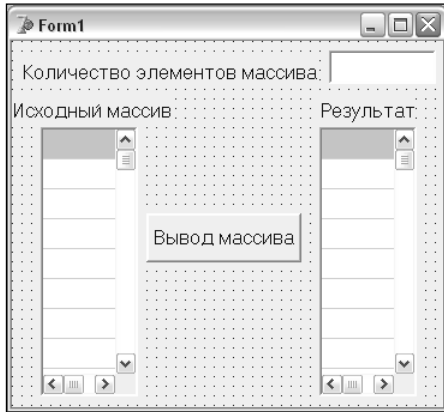 Form1
Количество элементов массива:
Исходный массив:
Результат:
Вывод массива